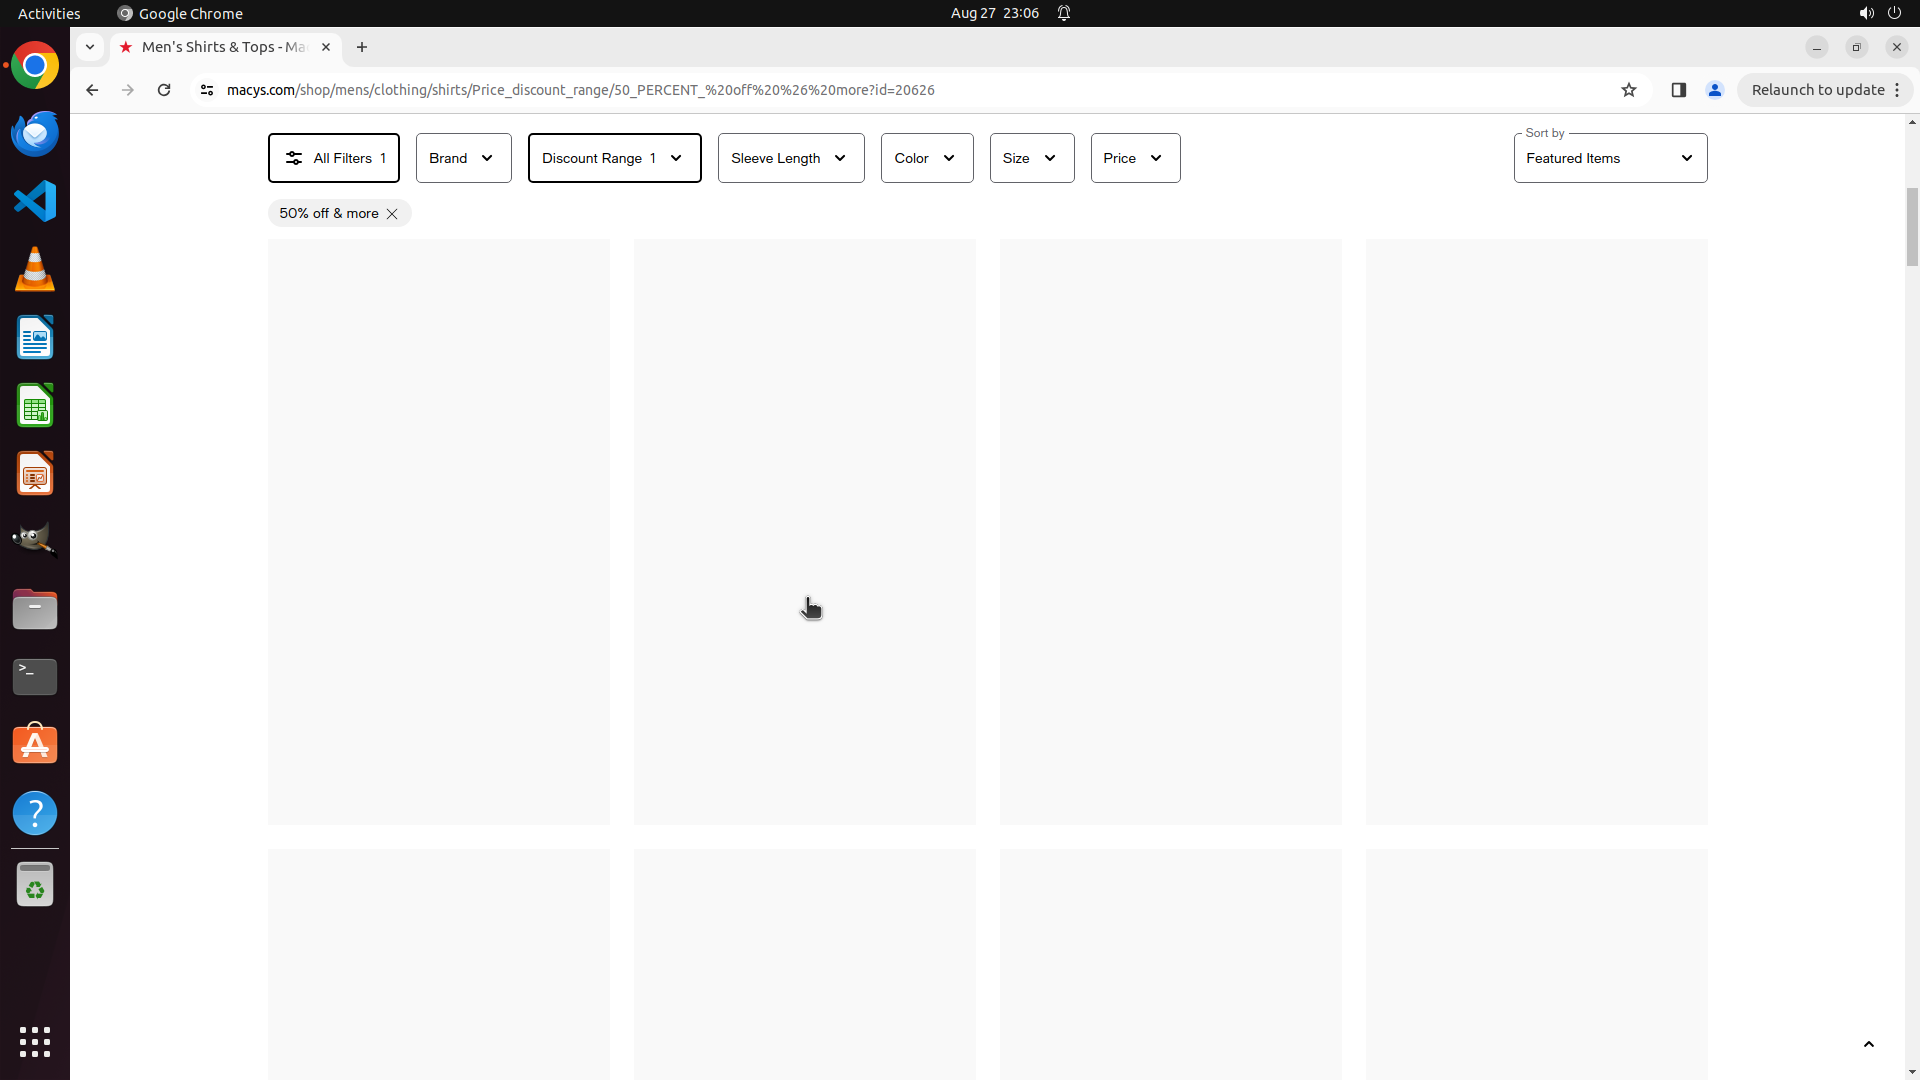 Activities
Google Chrome
Aug 27 23:06
Men's Shirts & Tops - Mac
macys.com/shop/mens/clothing/shirts/Price_discount_range/50_PERCENT_%20off%20%26%20more?id=20626
Relaunch to update
All Filters 1
Brand
Discount Range 1
Sleeve Length
Color
Size
Price
Sort by
Featured Items
50% off & more